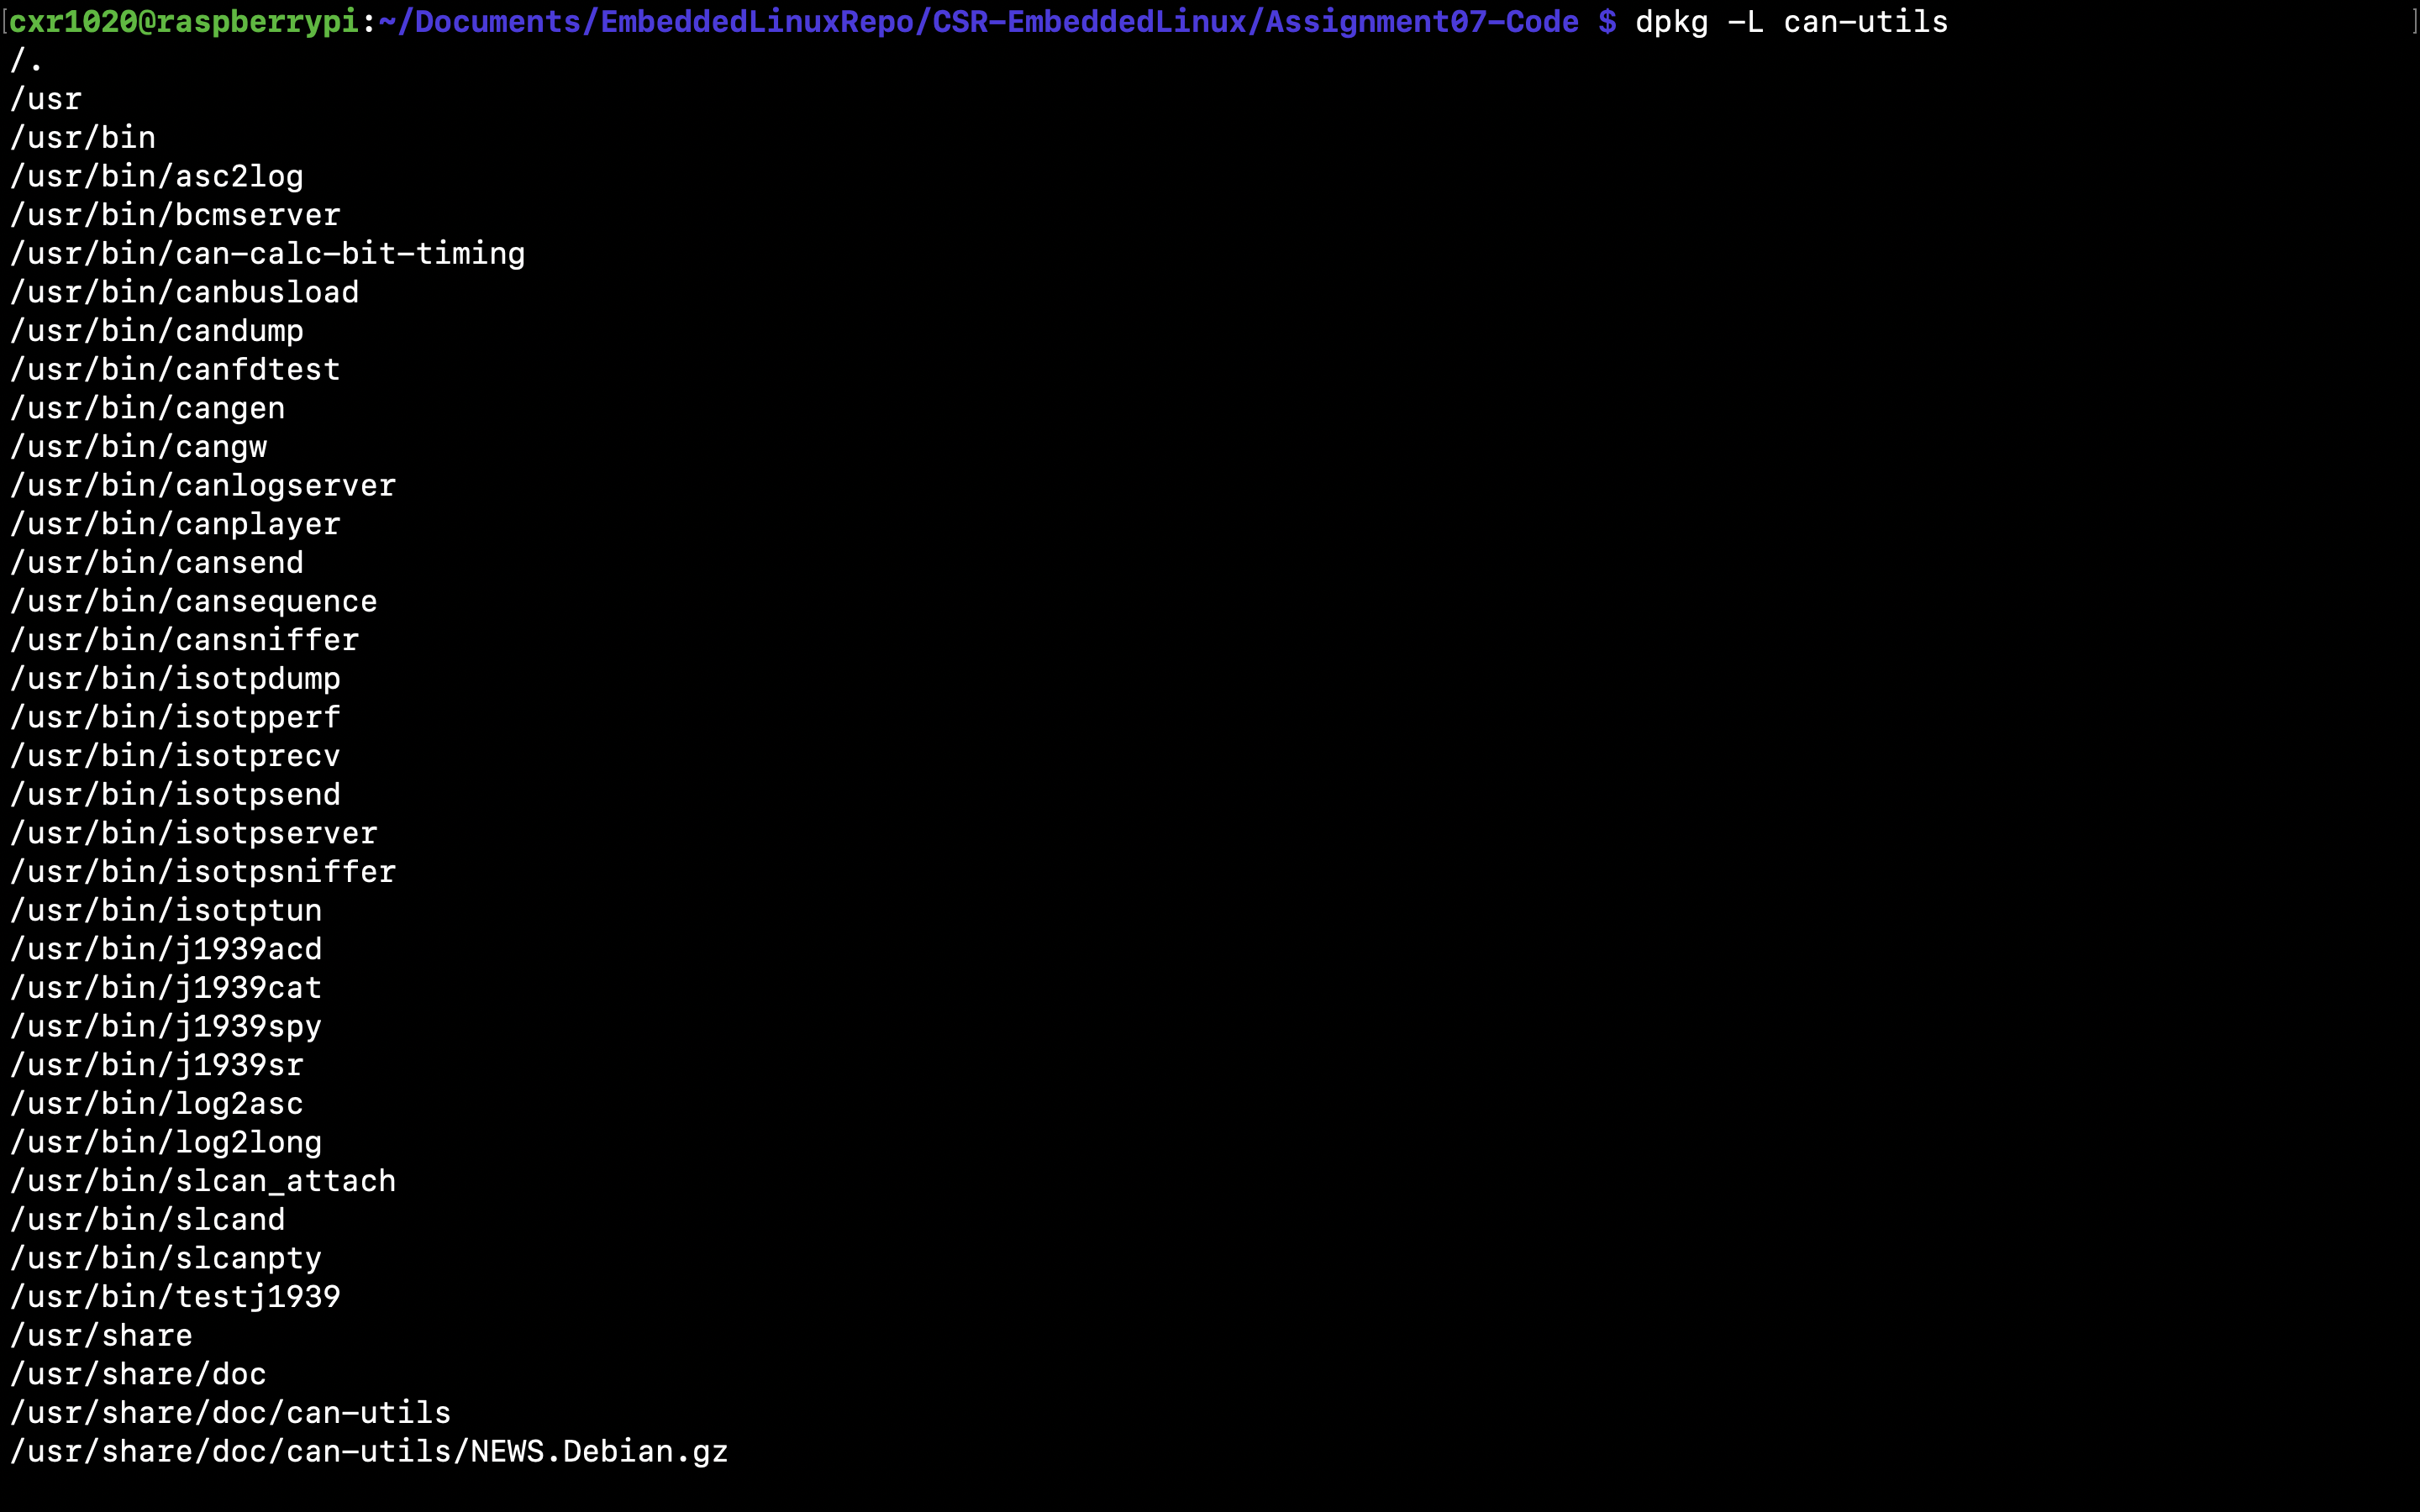 [cxr1020@raspberrypi:~/Documents/EmbeddedLinuxRepo/CSR-EmbeddedLinux/Assignment07-Code $ dpkg -L can-utils ]
/.
/usr
/usr/bin
/usr/bin/asc2log
/usr/bin/bcmserver
/usr/bin/can-calc-bit-timing
/usr/bin/canbusload
/usr/bin/candump
/usr/bin/canfdtest
/usr/bin/cangen
/usr/bin/cangw
/usr/bin/canlogserver
/usr/bin/canplayer
/usr/bin/cansend
/usr/bin/cansequence
/usr/bin/cansniffer
/usr/bin/isotpdump
/usr/bin/isotpperf
/usr/bin/isotprecv
/usr/bin/isotpsend
/usr/bin/isotpserver
/usr/bin/isotpsniffer
/usr/bin/isotptun
/usr/bin/j1939acd
/usr/bin/j1939cat
/usr/bin/j1939spy
/usr/bin/j1939sr
/usr/bin/log2asc
/usr/bin/log2long
/usr/bin/slcan_attach
/usr/bin/slcand
/usr/bin/slcanpty
/usr/bin/testj1939
/usr/share
/usr/share/doc
/usr/share/doc/can-utils
/usr/share/doc/can-utils/NEWS.Debian.gz